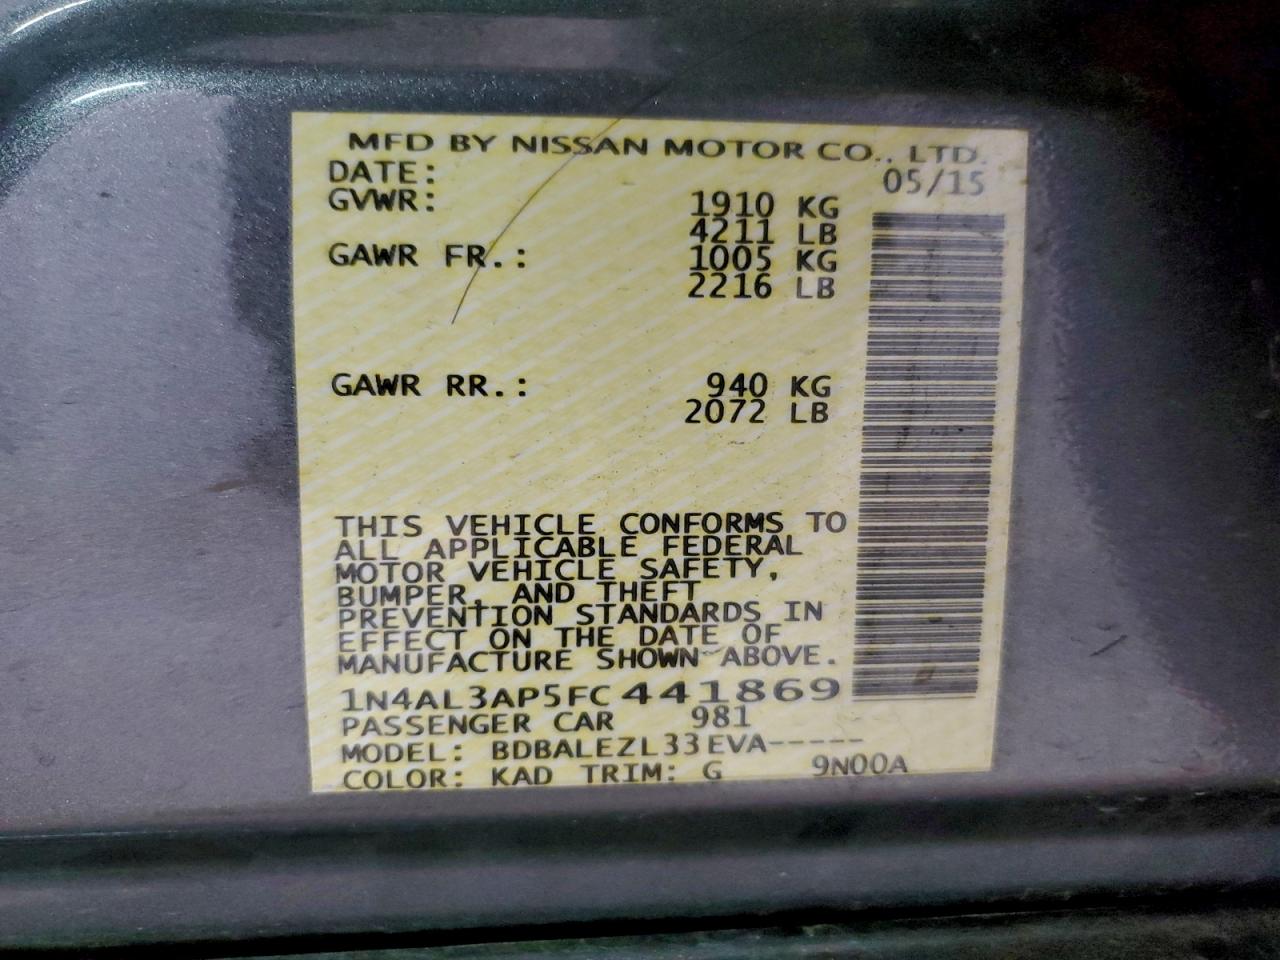 MFD BY NISSAN MOTOR CO., LTD.
DATE: 05/15
GVWR: 1910 KG
4211 LB
GAWR FR.: 1005 KG
2216 LB
GAWR RR.: 940 KG
2072 LB
THIS VEHICLE CONFORMS TO
ALL APPLICABLE FEDERAL
MOTOR VEHICLE SAFETY,
BUMPER, AND THEFT
PREVENTION STANDARDS IN
EFFECT ON THE DATE OF
MANUFACTURE SHOWN ABOVE.
1N4AL3AP5FC441869
PASSENGER CAR 981
MODEL: BDBALEZL33EVA-----
COLOR: KAD TRIM: G 9N00A